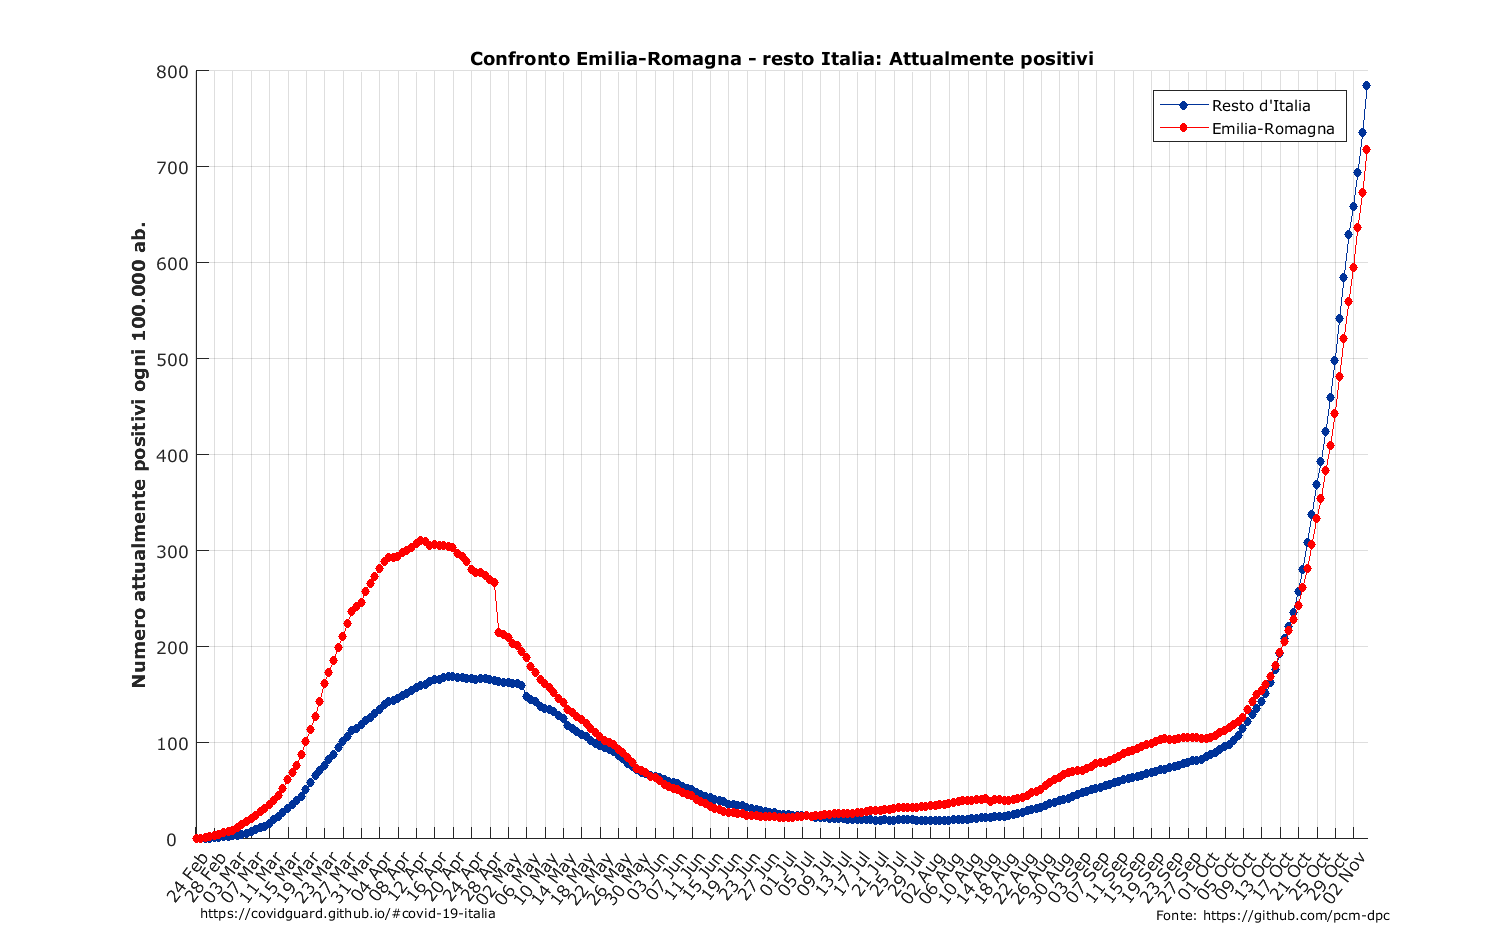 Confronto Emilia-Romagna - resto Italia: Attualmente positivi
Resto d'Italia
Emilia-Romagna
Numero attualmente positivi ogni 100.000 ab.
800
700
600
500
400
300
200
100
0
24 Feb
28 Feb
03 Mar
07 Mar
11 Mar
15 Mar
19 Mar
23 Mar
27 Mar
31 Mar
04 Apr
08 Apr
12 Apr
16 Apr
20 Apr
24 Apr
28 Apr
02 May
06 May
10 May
14 May
18 May
22 May
26 May
30 May
03 Jun
07 Jun
11 Jun
15 Jun
19 Jun
23 Jun
27 Jun
01 Jul
05 Jul
09 Jul
13 Jul
17 Jul
21 Jul
25 Jul
29 Jul
02 Aug
06 Aug
10 Aug
14 Aug
18 Aug
22 Aug
26 Aug
30 Aug
03 Sep
07 Sep
11 Sep
15 Sep
19 Sep
23 Sep
27 Sep
01 Oct
05 Oct
09 Oct
13 Oct
17 Oct
21 Oct
25 Oct
29 Oct
02 Nov
https://covidguard.github.io/#covid-19-italia
Fonte: https://github.com/pcm-dpc